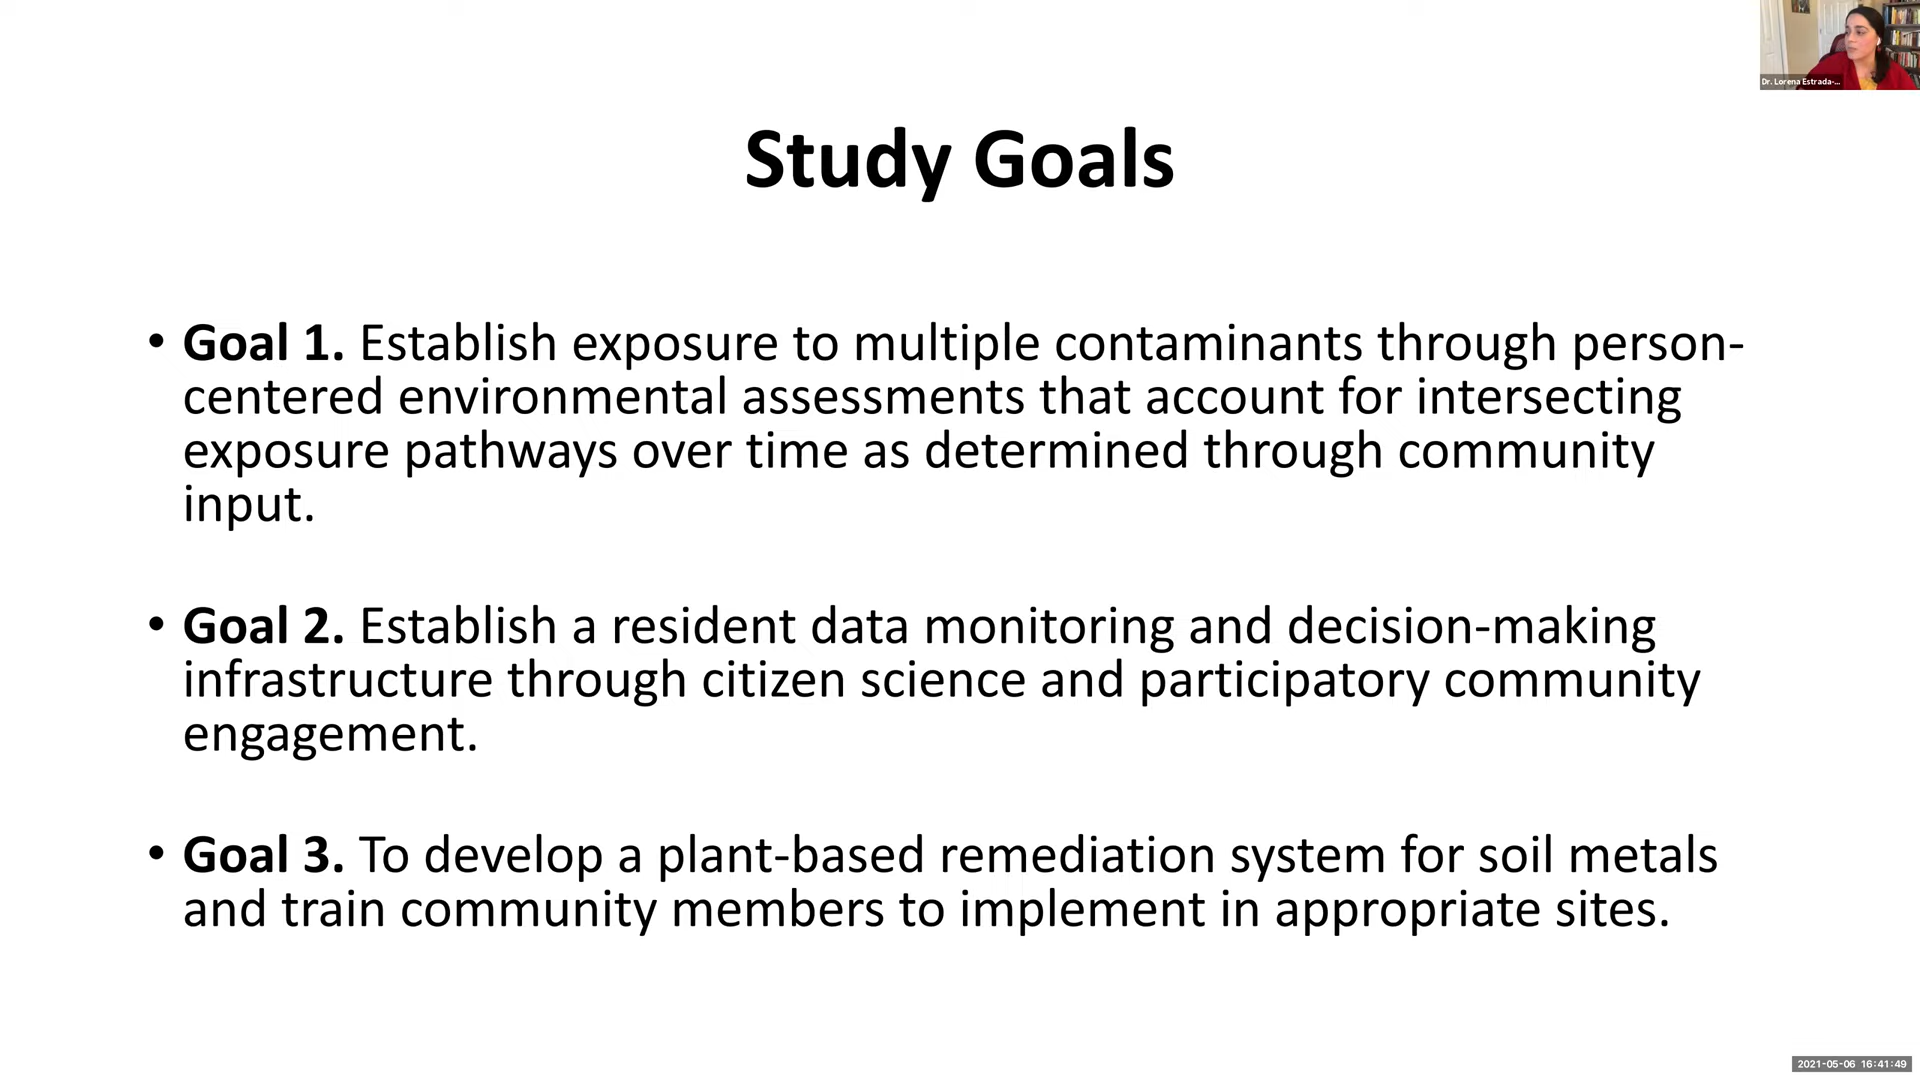 Dr. Lorena Estrada-...
Study Goals
• Goal 1. Establish exposure to multiple contaminants through person-
centered environmental assessments that account for intersecting
exposure pathways over time as determined through community
input.
• Goal 2. Establish a resident data monitoring and decision-making
infrastructure through citizen science and participatory community
engagement.
• Goal 3. To develop a plant-based remediation system for soil metals
and train community members to implement in appropriate sites.
2021-05-06 16:41:49